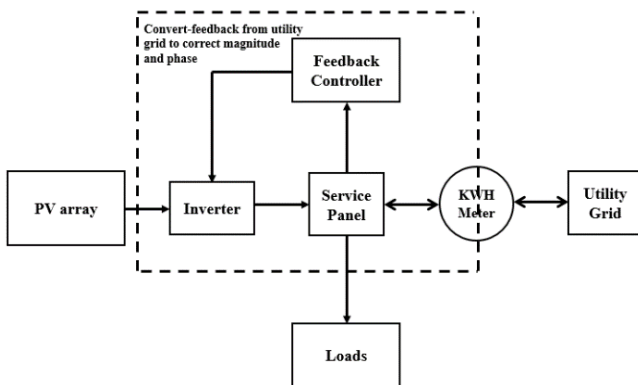 Convert-feedback from utility
grid to correct magnitude
and phase
Feedback
Controller
PV array
Inverter
Service
Panel
KWH
Meter
Utility
Grid
Loads